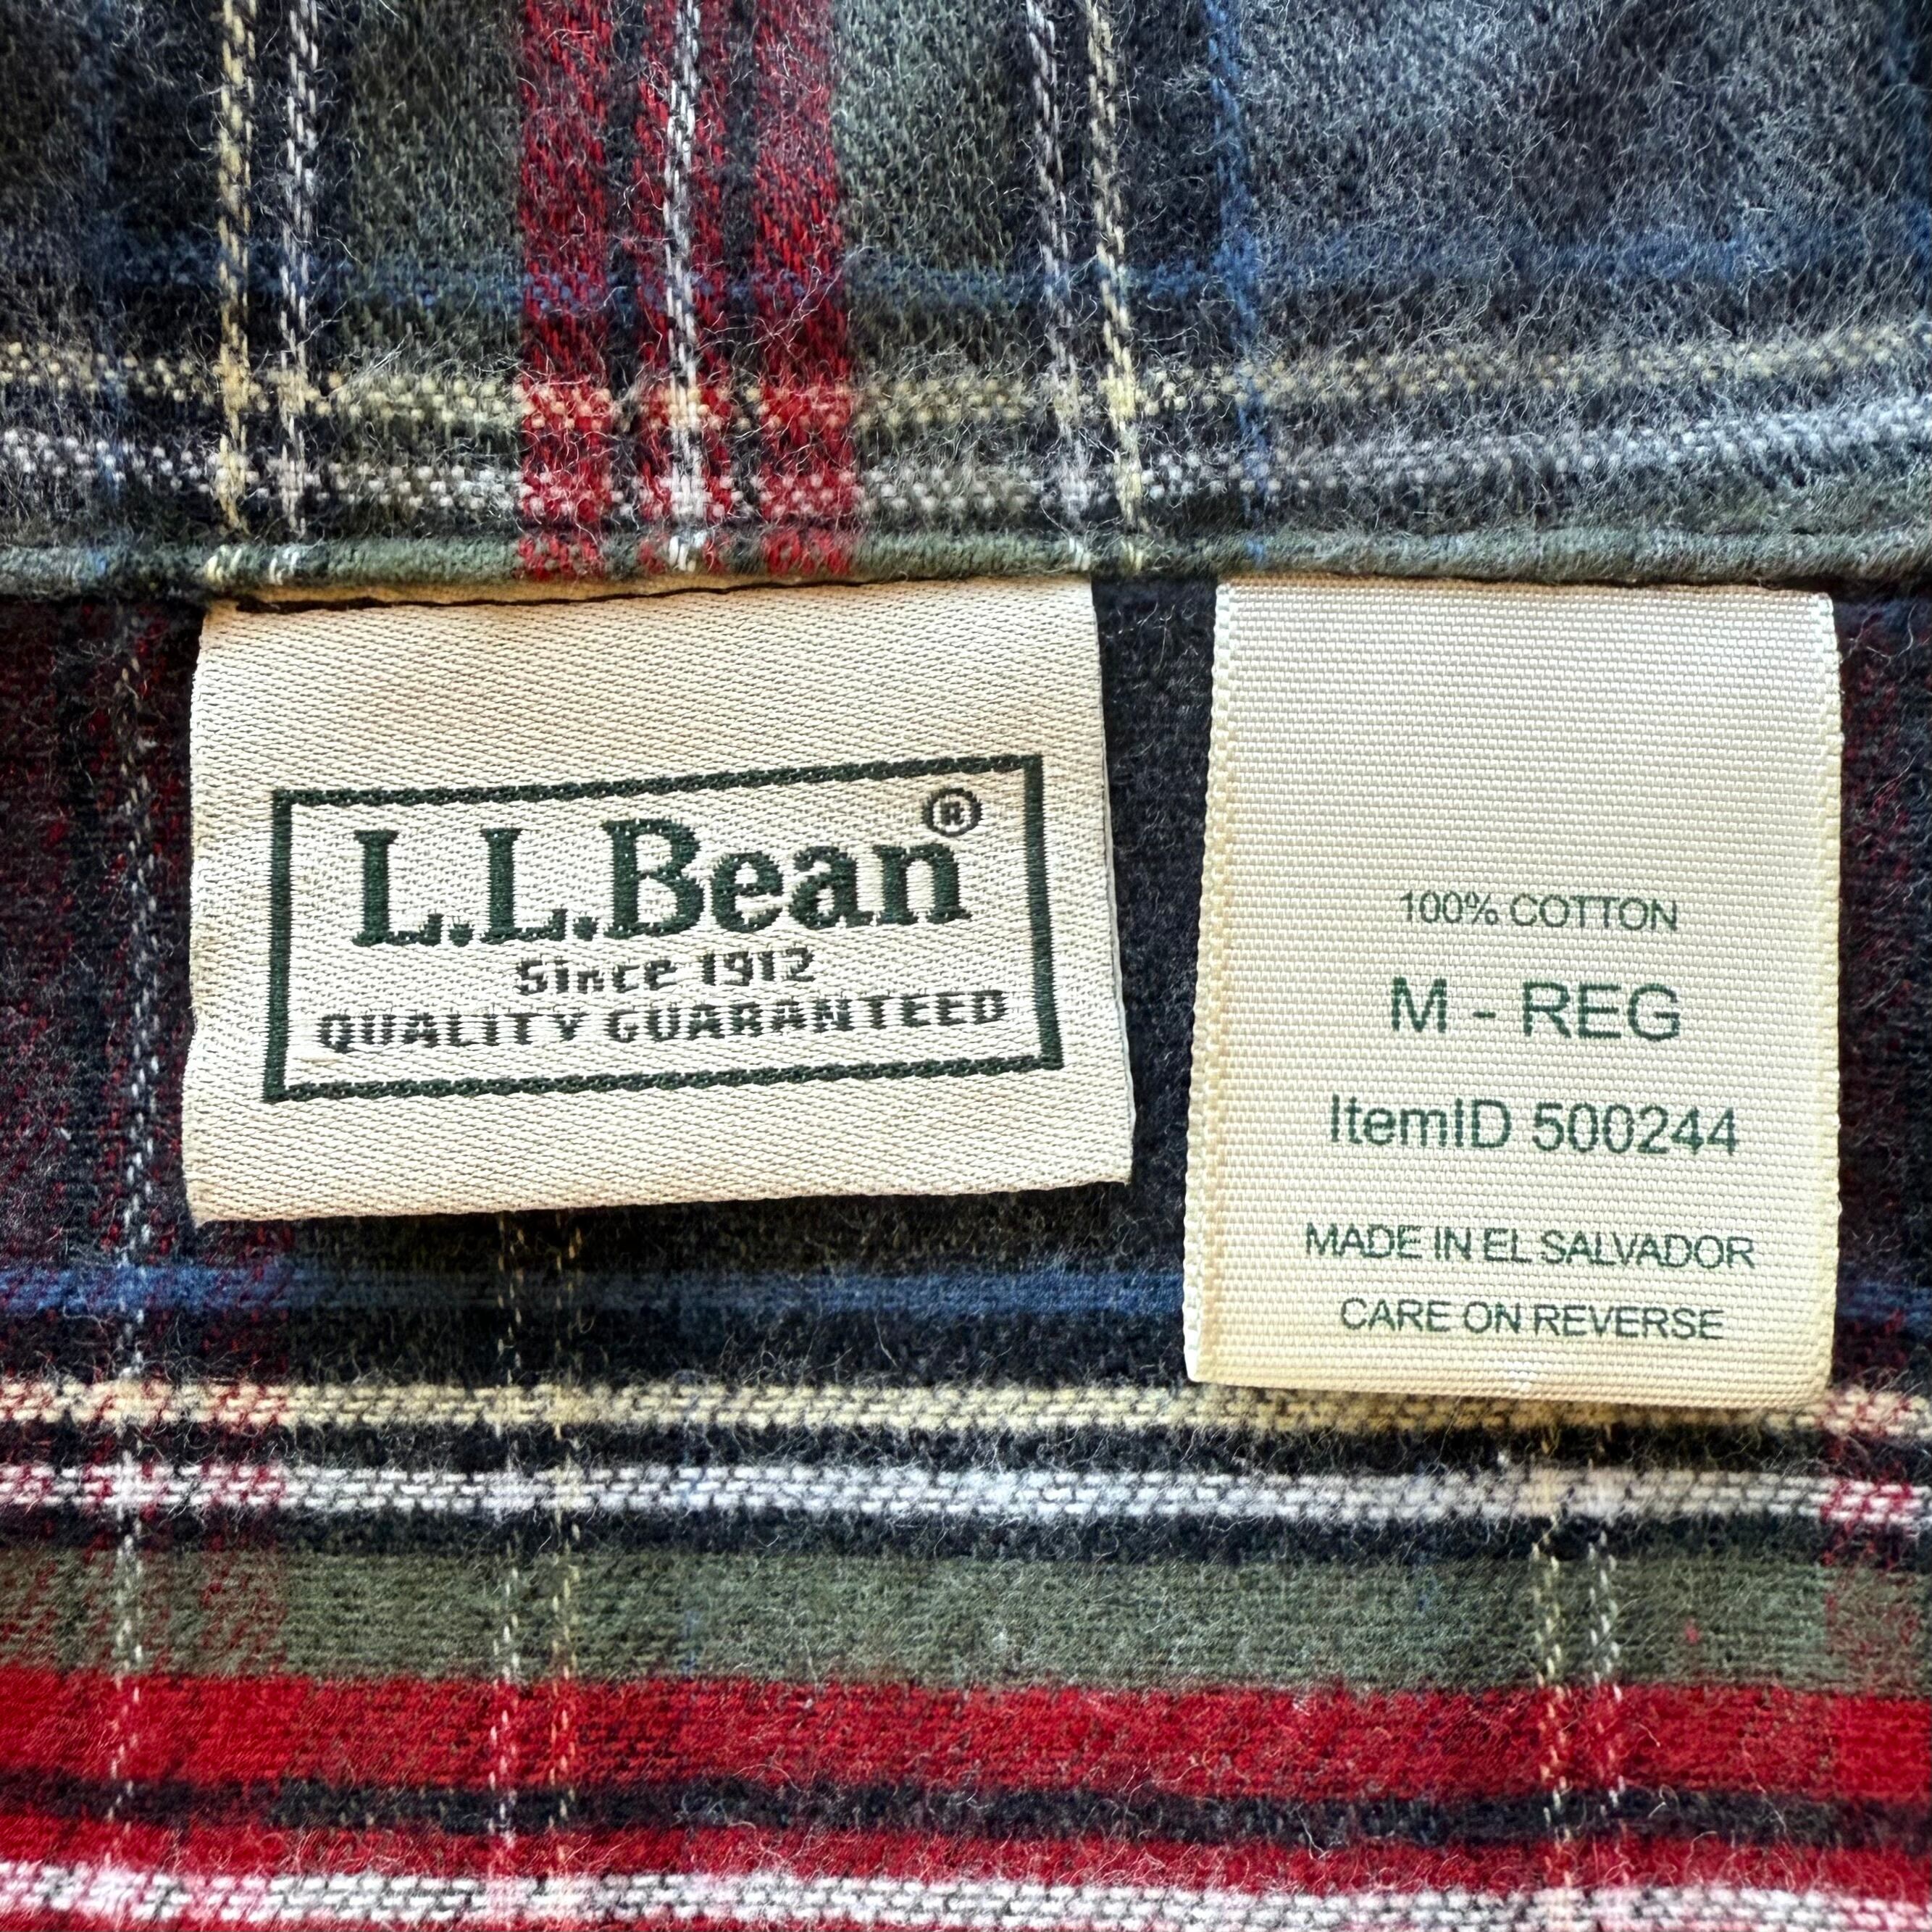 L.L.Bean®
Since 1912
QUALITY GUARANTEED
100% COTTON
M - REG
ItemID 500244
MADE IN EL SALVADOR
CARE ON REVERSE